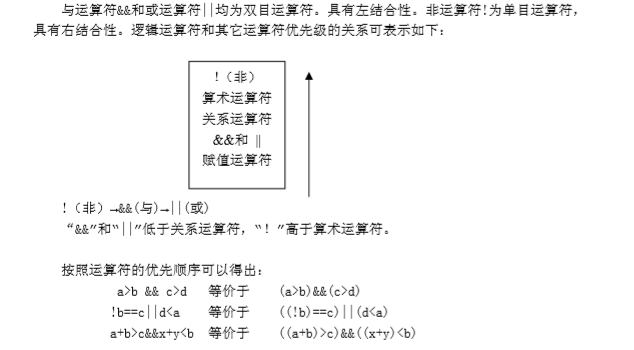 与运算符&&和或运算符||均为双目运算符。具有左结合性。非运算符!为单目运算符，
具有右结合性。逻辑运算符和其它运算符优先级的关系可表示如下：
!（非）
算术运算符
关系运算符
&&和 ||
赋值运算符
!（非）→&&(与)→||(或)
“&&”和“||”低于关系运算符，“!”高于算术运算符。
按照运算符的优先顺序可以得出：
a>b && c>d 等价于 (a>b)&&(c>d)
!b==c||d<a 等价于 ((!b)==c)||(d<a)
a+b>c&&x+y<b 等价于 ((a+b)>c)&&((x+y)<b)